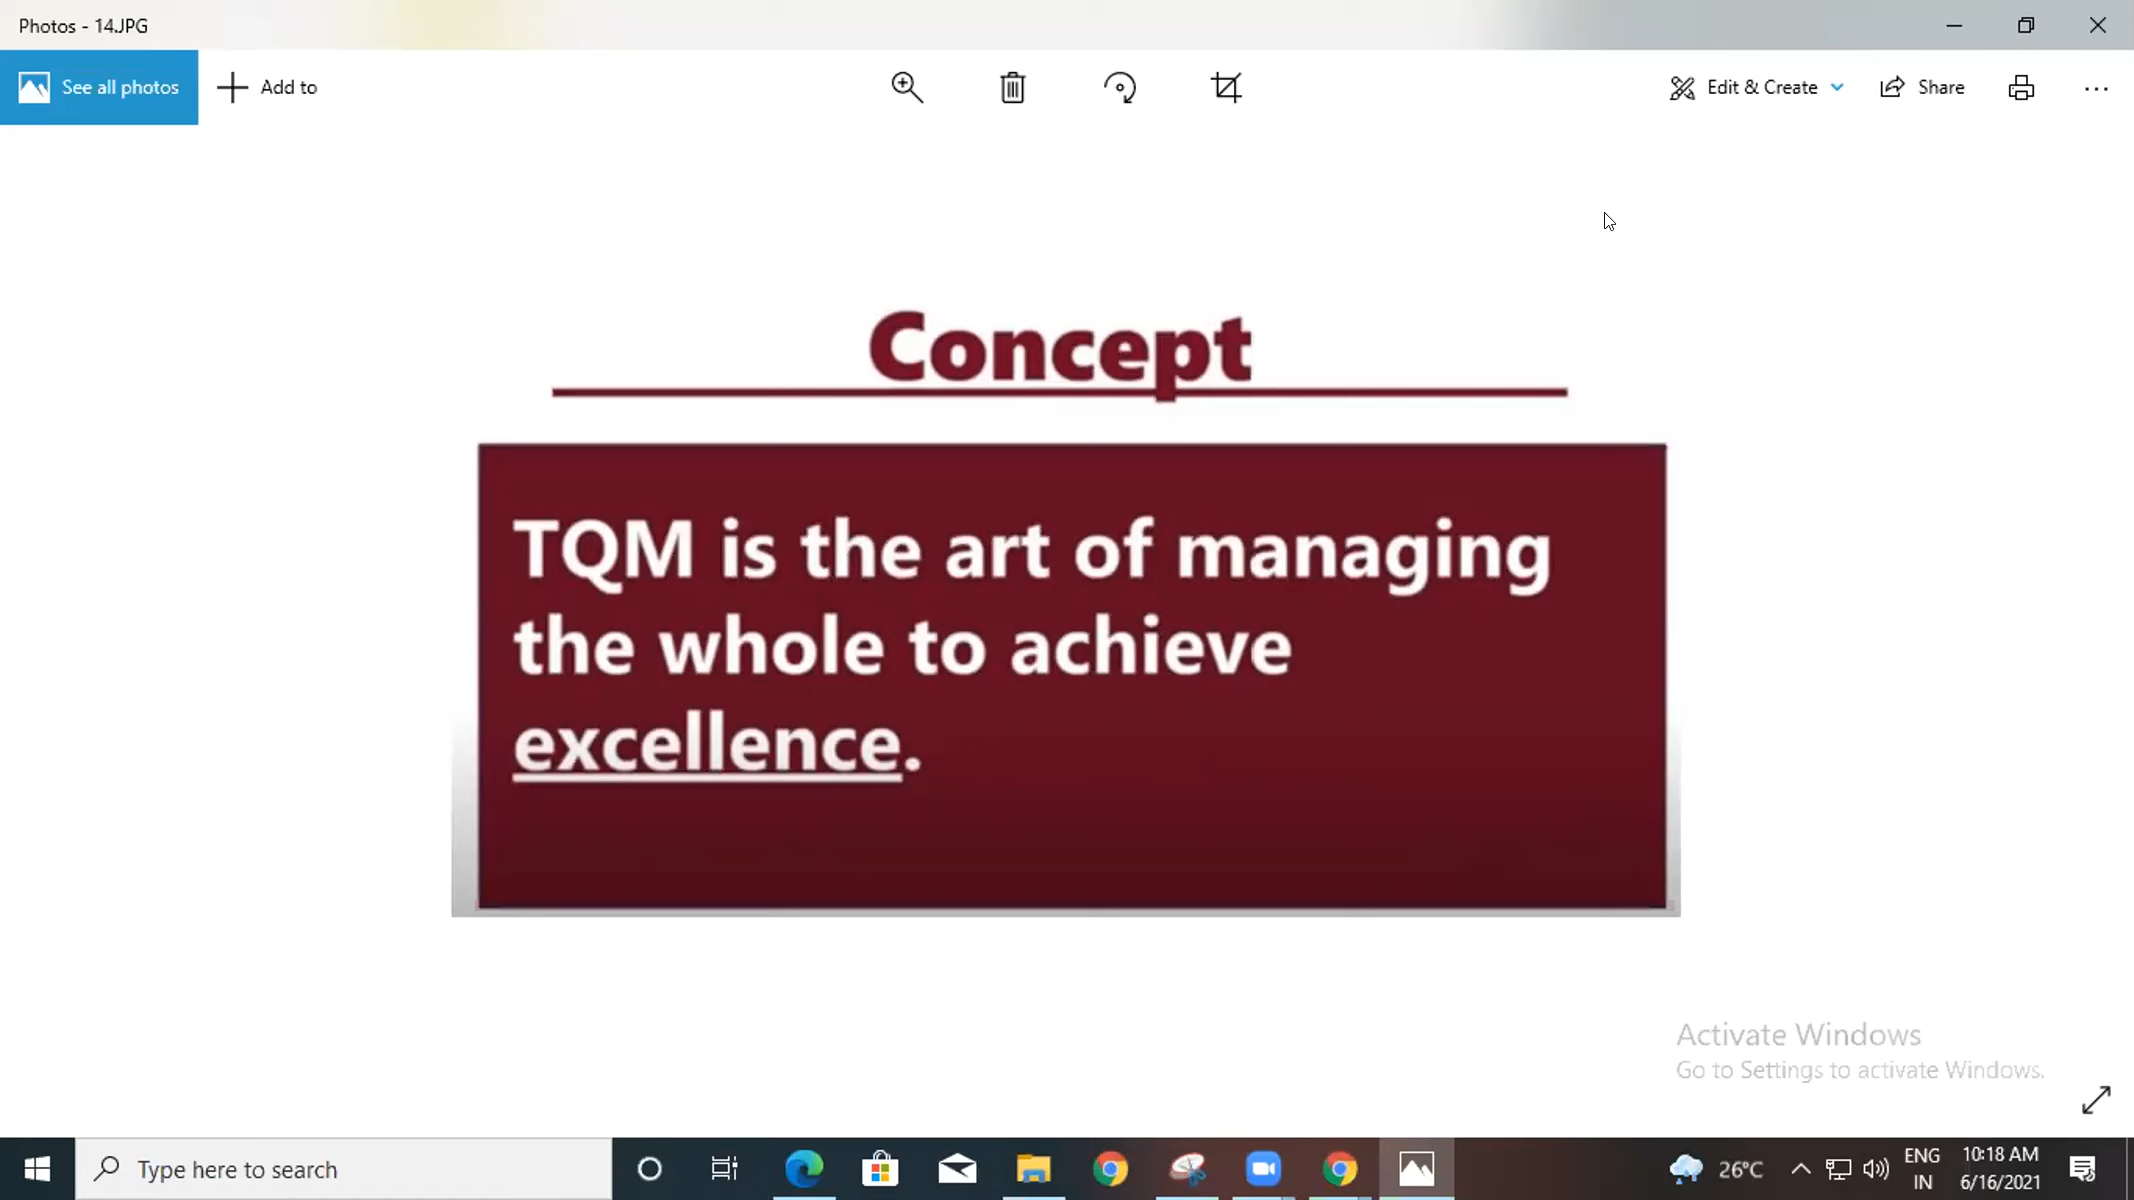 Photos - 14.JPG
See all photos
Add to
Edit & Create
Share
Concept
TQM is the art of managing
the whole to achieve
excellence.
Activate Windows
Go to Settings to activate Windows.
Type here to search
26°C
ENG
IN
10:18 AM
6/16/2021